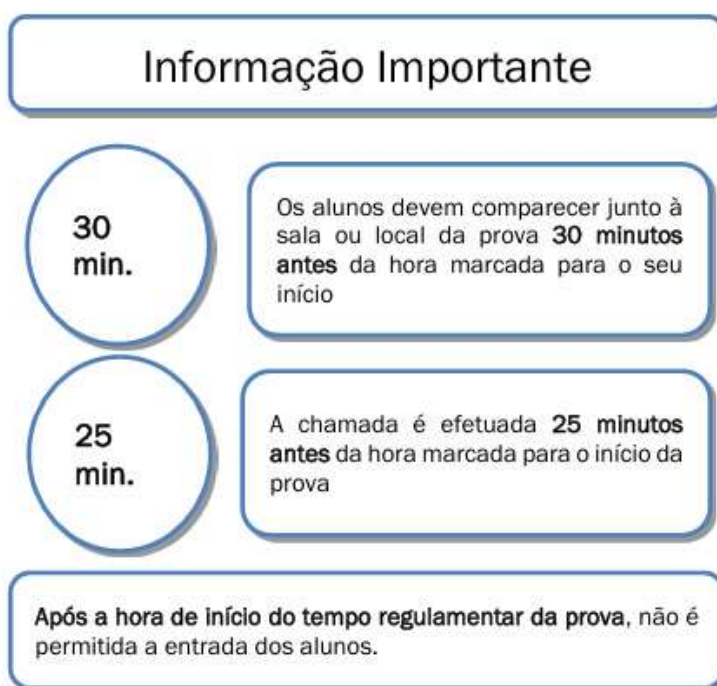 Informação Importante
30
min.
Os alunos devem comparecer junto à
sala ou local da prova 30 minutos
antes da hora marcada para o seu
início
25
min.
A chamada é efetuada 25 minutos
antes da hora marcada para o início da
prova
Após a hora de início do tempo regulamentar da prova, não é
permitida a entrada dos alunos.